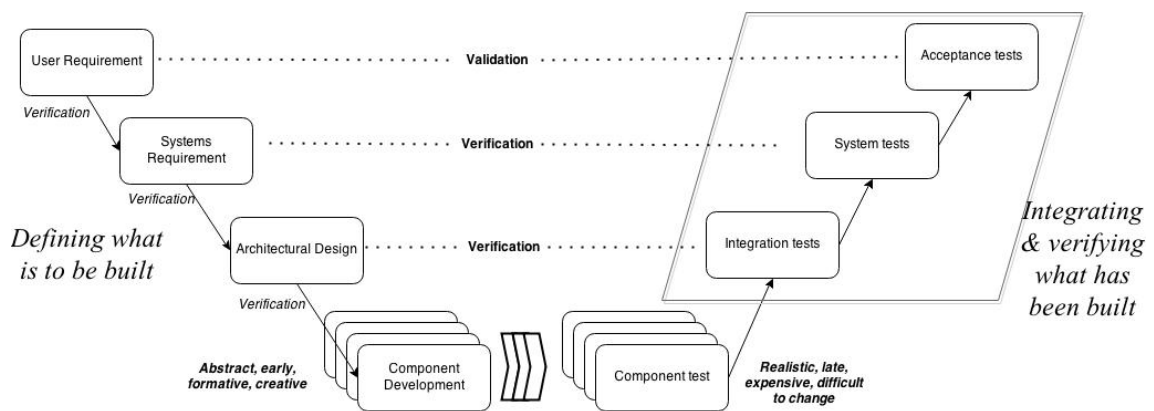 User Requirement
Validation
Acceptance tests
Verification
Systems
Requirement
Verification
System tests
Verification
Defining what
is to be built
Architectural Design
Verification
Integration tests
Integrating
& verifying
what has
been built
Verification
Abstract, early,
formative, creative
Component
Development
Component test
Realistic, late,
expensive, difficult
to change